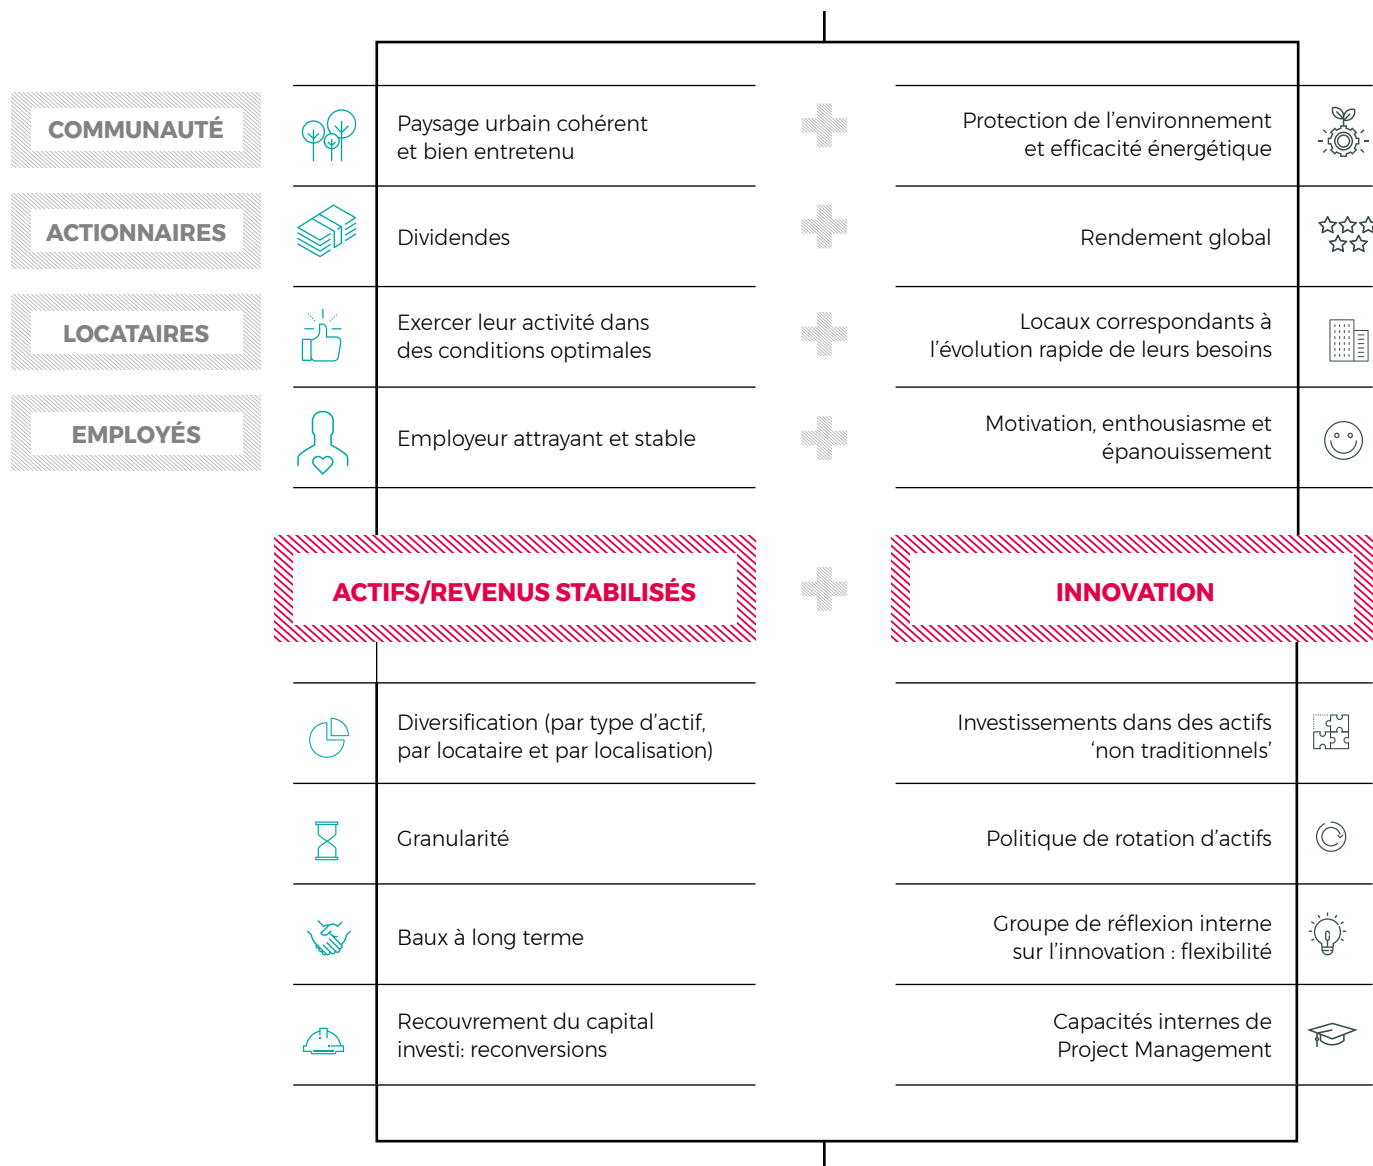 COMMUNAUTÉ
Paysage urbain cohérent
et bien entretenu
Protection de l’environnement
et efficacité énergétique
ACTIONNAIRES
Dividendes
Rendement global
LOCATAIRES
Exercer leur activité dans
des conditions optimales
Locaux correspondants à
l’évolution rapide de leurs besoins
EMPLOYÉS
Employeur attrayant et stable
Motivation, enthousiasme et
épanouissement
ACTIFS/REVENUS STABILISÉS
INNOVATION
Diversification (par type d’actif,
par locataire et par localisation)
Investissements dans des actifs
‘non traditionnels’
Granularité
Politique de rotation d’actifs
Baux à long terme
Groupe de réflexion interne
sur l’innovation : flexibilité
Recouvrement du capital
investi: reconversions
Capacités internes de
Project Management